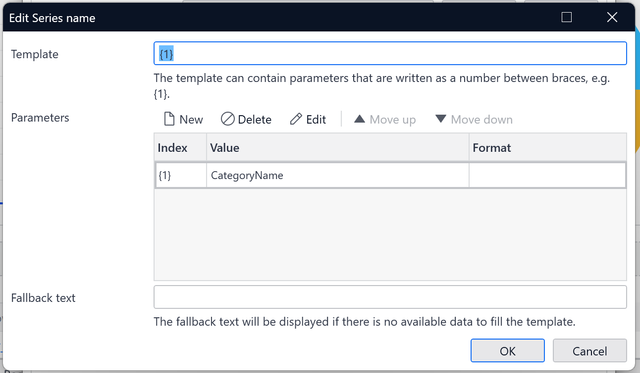 Edit Series name
Template
{1}
The template can contain parameters that are written as a number between braces, e.g.
{1}.
Parameters
New Delete Edit Move up Move down
Index Value Format
{1} CategoryName
Fallback text
The fallback text will be displayed if there is no available data to fill the template.
OK Cancel